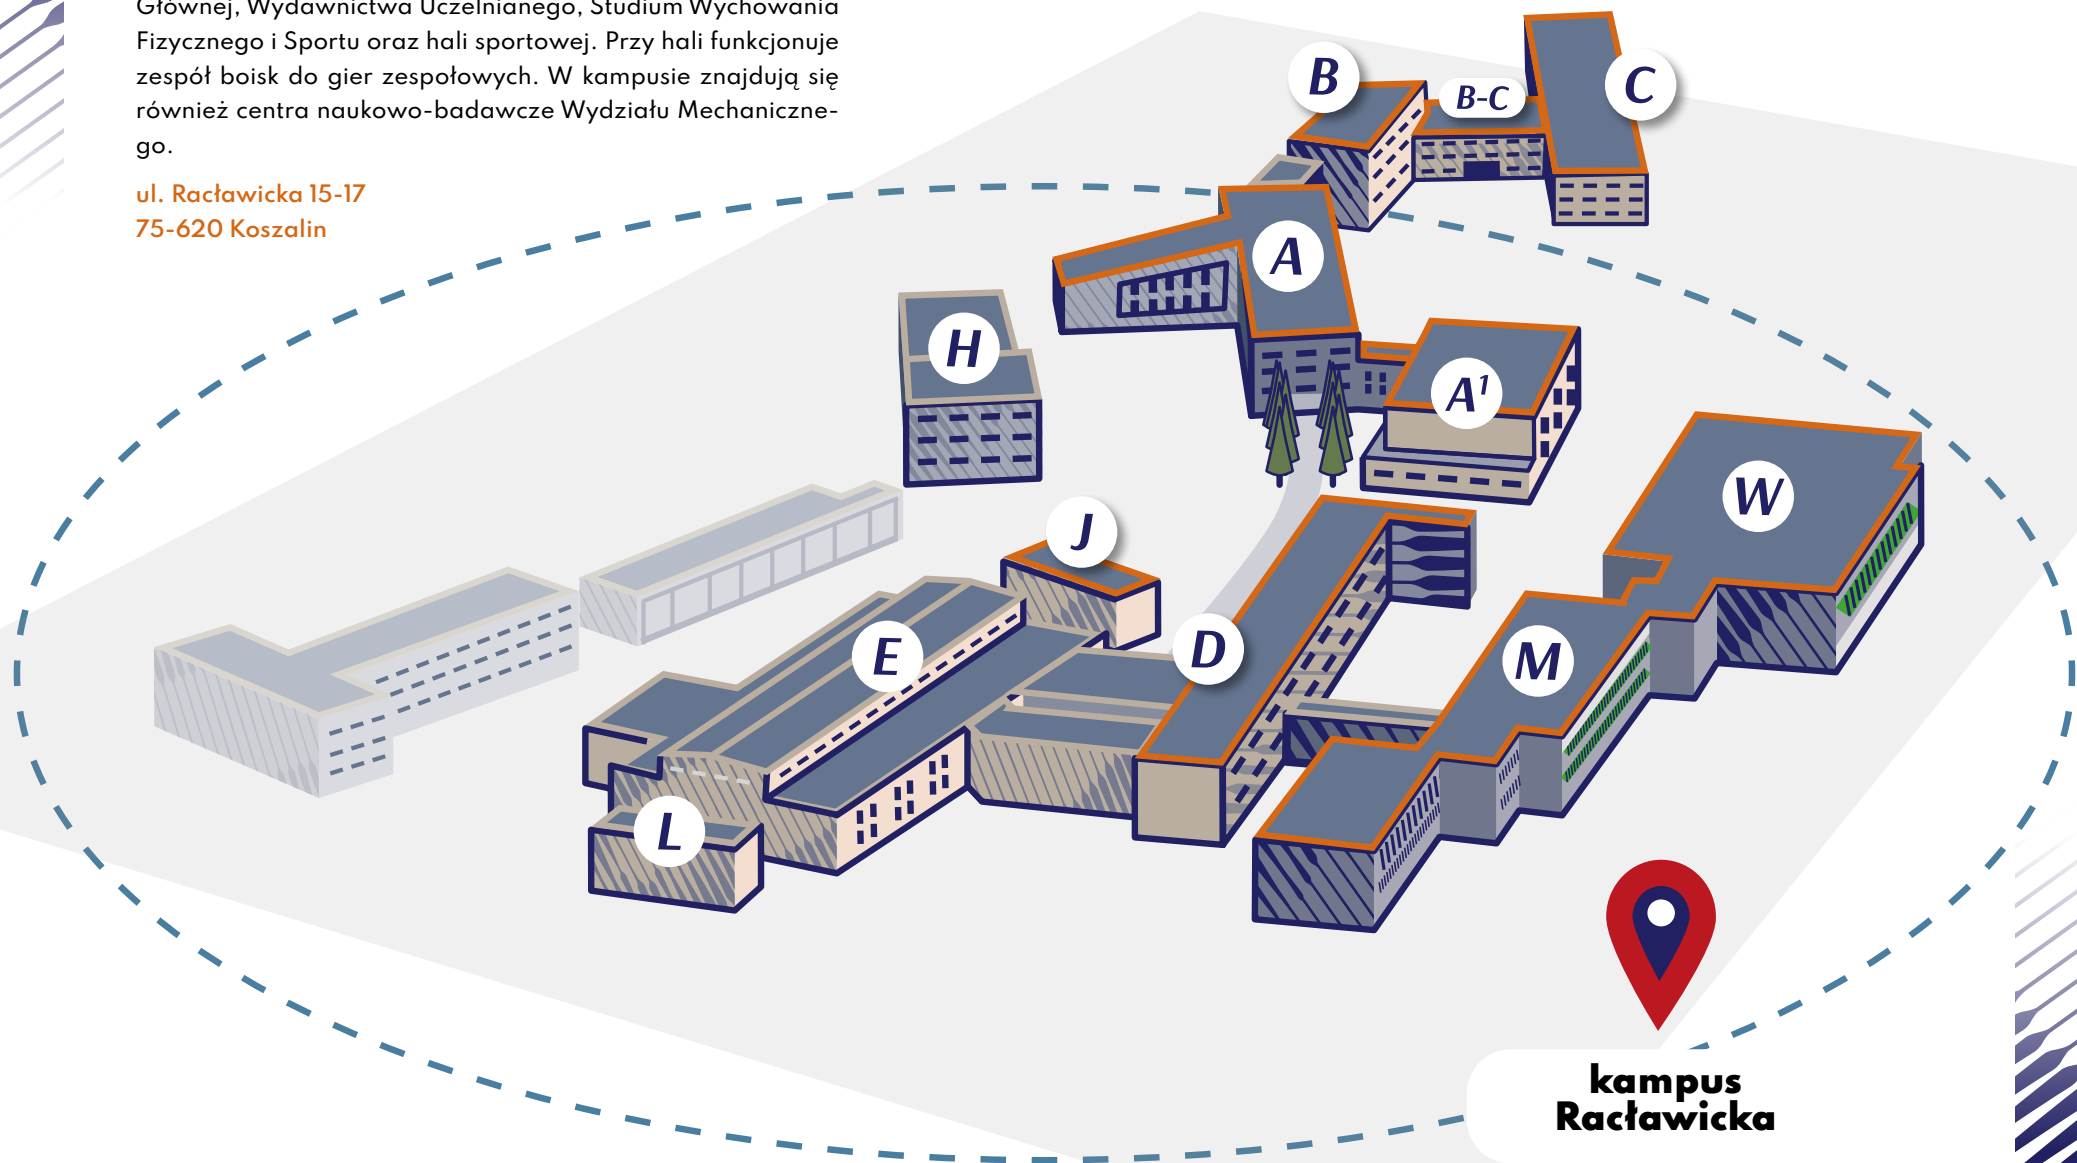 Głównej, Wydawnictwa Uczelnianego, Studium Wychowania
Fizycznego i Sportu oraz hali sportowej. Przy hali funkcjonuje
zespół boisk do gier zespołowych. W kampusie znajdują się
również centra naukowo-badawcze Wydziału Mechaniczne-
go.
ul. Racławicka 15-17
75-620 Koszalin
B
B-C
C
A
H
A¹
W
J
E
D
M
L
kampus
Racławicka